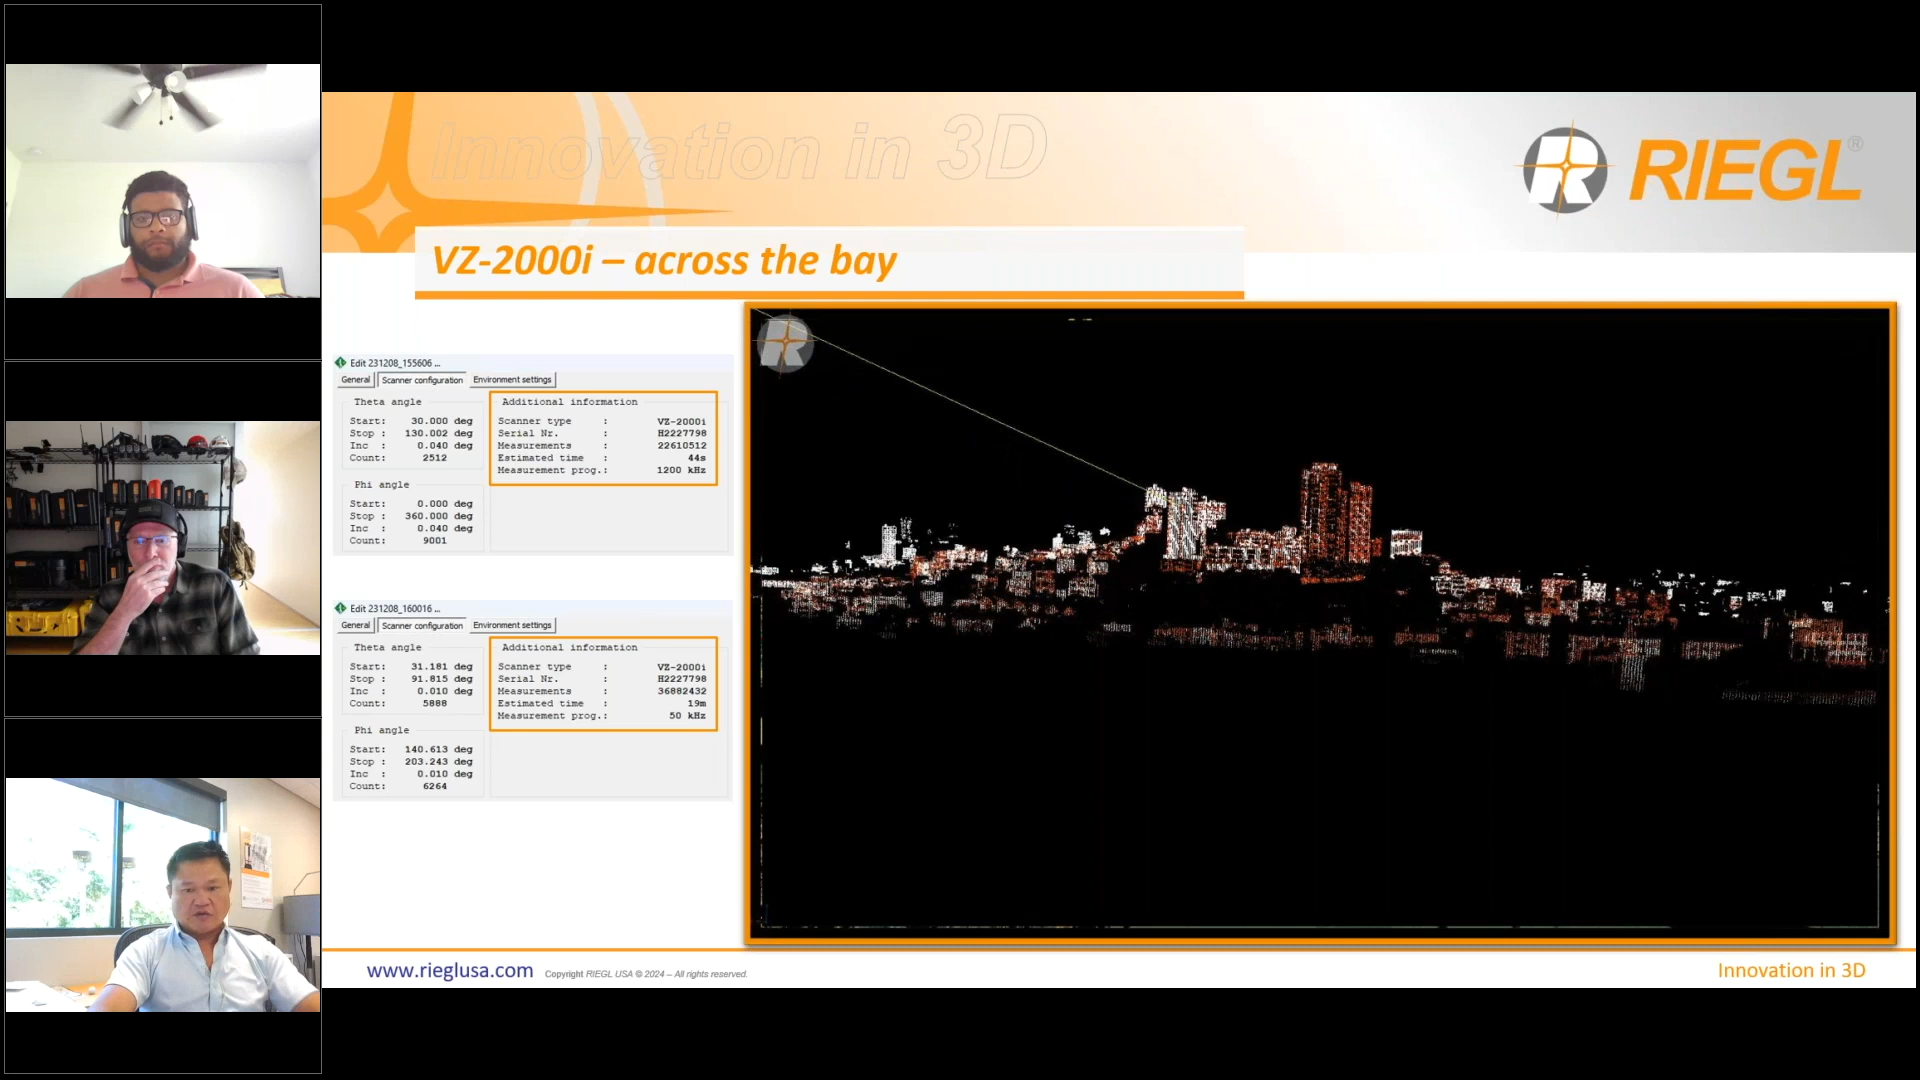 Innovation in 3D
RIEGL®
VZ-2000i – across the bay
Edit 231208_155606 ...
General Scanner configuration Environment settings
Theta angle
Start: 30.000 deg
Stop : 130.002 deg
Inc : 0.040 deg
Count: 2512
Phi angle
Start: 0.000 deg
Stop : 360.000 deg
Inc : 0.040 deg
Count: 9001
Additional information
Scanner type : VZ-2000i
Serial Nr. : H2227798
Measurements : 22610512
Estimated time : 44s
Measurement prog.: 1200 kHz
Edit 231208_160016 ...
General Scanner configuration Environment settings
Theta angle
Start: 31.181 deg
Stop : 91.815 deg
Inc : 0.010 deg
Count: 5888
Phi angle
Start: 140.613 deg
Stop : 203.243 deg
Inc : 0.010 deg
Count: 6264
Additional information
Scanner type : VZ-2000i
Serial Nr. : H2227798
Measurements : 36882432
Estimated time : 19m
Measurement prog.: 50 kHz
R
www.rieglusa.com Copyright RIEGL USA © 2024 – All rights reserved.
Innovation in 3D